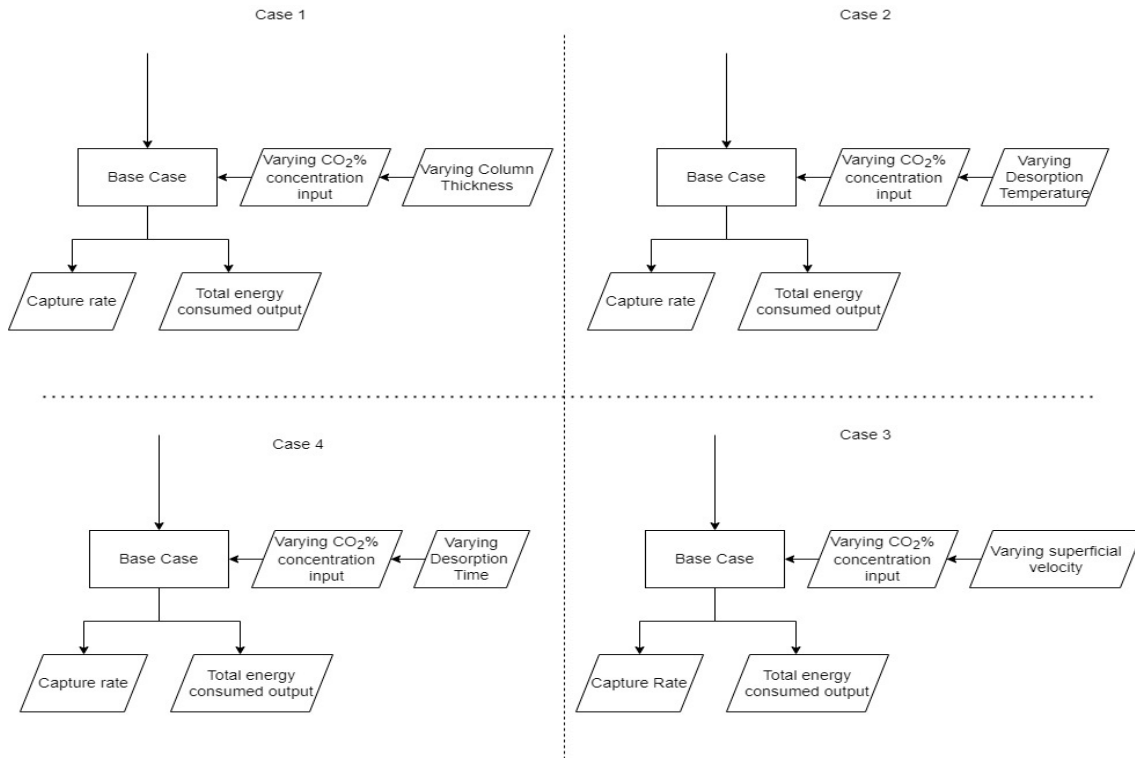 Case 1
Base Case
Varying CO2%
concentration
input
Varying Column
Thickness
Capture rate
Total energy
consumed output
Case 2
Base Case
Varying CO2%
concentration
input
Varying
Desorption
Temperature
Capture rate
Total energy
consumed output
Case 4
Base Case
Varying CO2%
concentration
input
Varying
Desorption
Time
Capture rate
Total energy
consumed output
Case 3
Base Case
Varying CO2%
concentration
input
Varying superficial
velocity
Capture Rate
Total energy
consumed output